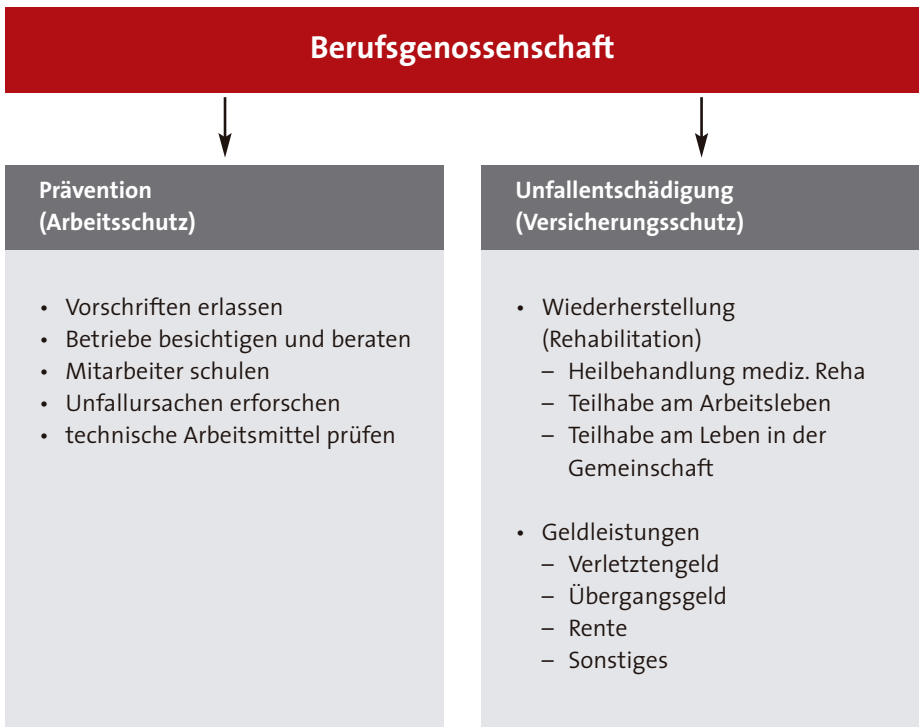 Berufsgenossenschaft
Prävention
(Arbeitsschutz)
• Vorschriften erlassen
• Betriebe besichtigen und beraten
• Mitarbeiter schulen
• Unfallursachen erforschen
• technische Arbeitsmittel prüfen
Unfallentschädigung
(Versicherungsschutz)
• Wiederherstellung
(Rehabilitation)
– Heilbehandlung mediz. Reha
– Teilhabe am Arbeitsleben
– Teilhabe am Leben in der
Gemeinschaft
• Geldleistungen
– Verletztengeld
– Übergangsgeld
– Rente
– Sonstiges